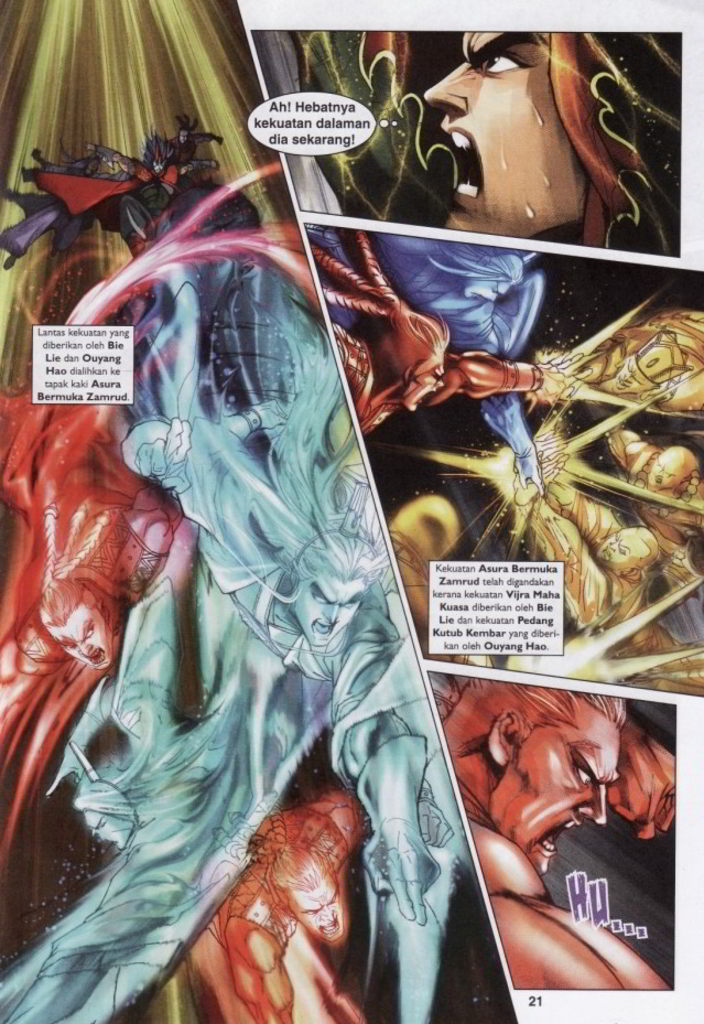 Ah! Hebatnya
kekuatan dalaman
dia sekarang!
Lantas kekuatan yang
diberikan oleh Bie
Lie dan Ouyang
Hao dialihkan ke
tapak kaki Asura
Bermuka Zamrud.
Kekuatan Asura Bermuka
Zamrud telah digandakan
kerana kekuatan Vijra Maha
Kuasa diberikan oleh Bie
Lie dan kekuatan Pedang
Kutub Kembar yang diberi-
kan oleh Ouyang Hao.
HU...
21